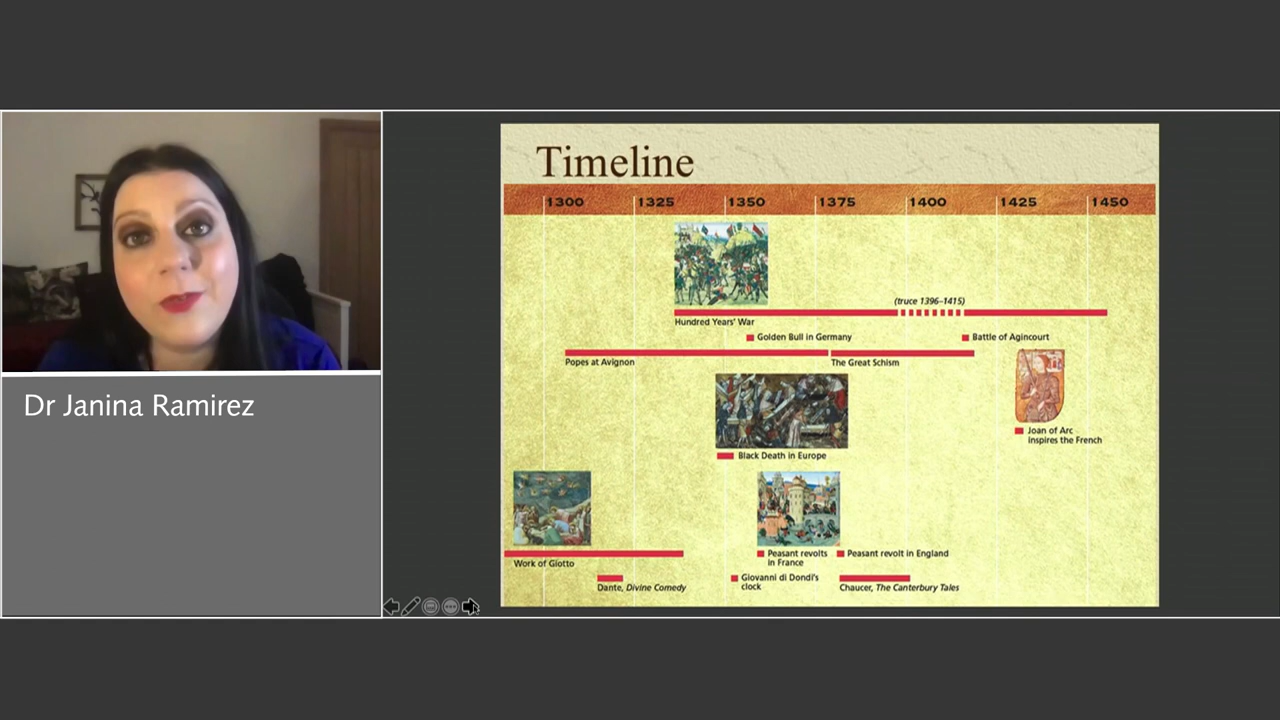 Dr Janina Ramirez
Timeline
1300 1325 1350 1375 1400 1425 1450
(truce 1396–1415)
Hundred Years' War
Golden Bull in Germany
Battle of Agincourt
Popes at Avignon
The Great Schism
Joan of Arc
inspires the French
Black Death in Europe
Work of Giotto
Peasant revolts
in France
Peasant revolt in England
Dante, Divine Comedy
Giovanni di Dondi's
clock
Chaucer, The Canterbury Tales